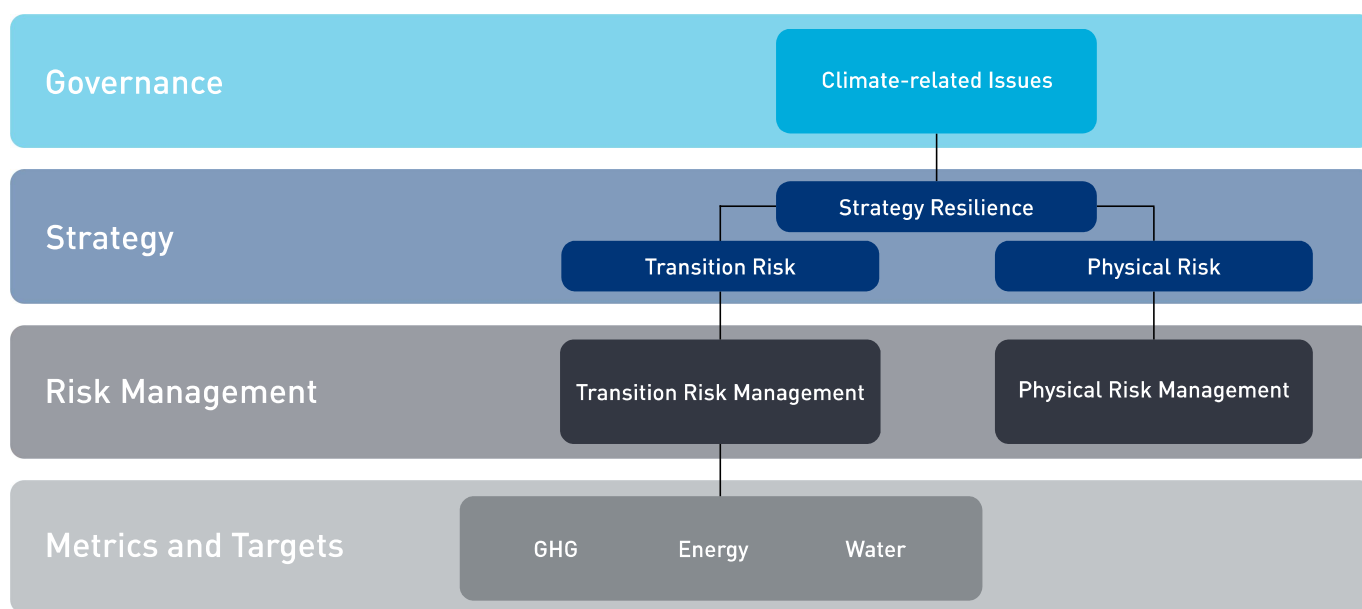 Governance
Climate-related Issues
Strategy
Strategy Resilience
Transition Risk
Physical Risk
Risk Management
Transition Risk Management
Physical Risk Management
Metrics and Targets
GHG
Energy
Water